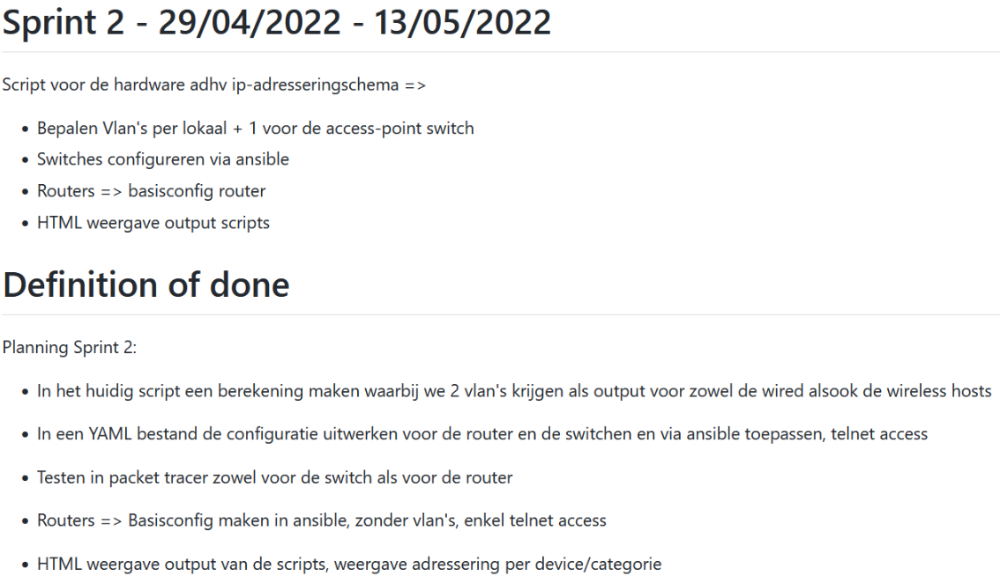 Sprint 2 - 29/04/2022 - 13/05/2022
Script voor de hardware adhv ip-adresseringschema =>
• Bepalen Vlan's per lokaal + 1 voor de access-point switch
• Switches configureren via ansible
• Routers => basisconfig router
• HTML weergave output scripts
Definition of done
Planning Sprint 2:
• In het huidig script een berekening maken waarbij we 2 vlan's krijgen als output voor zowel de wired alsook de wireless hosts
• In een YAML bestand de configuratie uitwerken voor de router en de switchen en via ansible toepassen, telnet access
• Testen in packet tracer zowel voor de switch als voor de router
• Routers => Basisconfig maken in ansible, zonder vlan's, enkel telnet access
• HTML weergave output van de scripts, weergave adressering per device/categorie